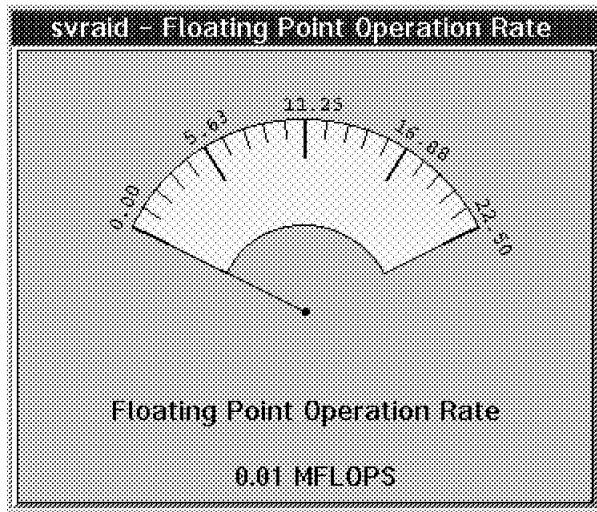 svraid - Floating Point Operation Rate
0.00
5.63
11.25
16.88
22.50
Floating Point Operation Rate
0.01 MFLOPS